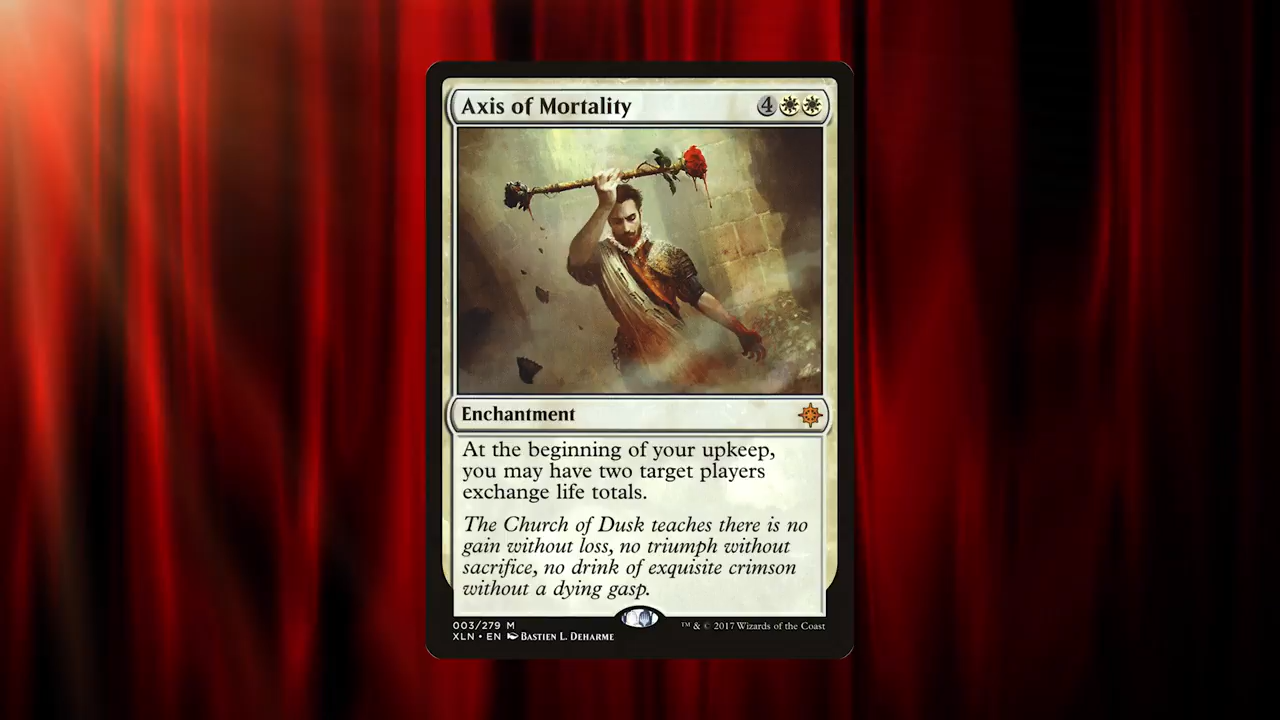 Axis of Mortality 4
Enchantment
At the beginning of your upkeep,
you may have two target players
exchange life totals.
The Church of Dusk teaches there is no
gain without loss, no triumph without
sacrifice, no drink of exquisite crimson
without a dying gasp.
003/279 M
XLN • EN Bastien L. Deharme
™ & © 2017 Wizards of the Coast